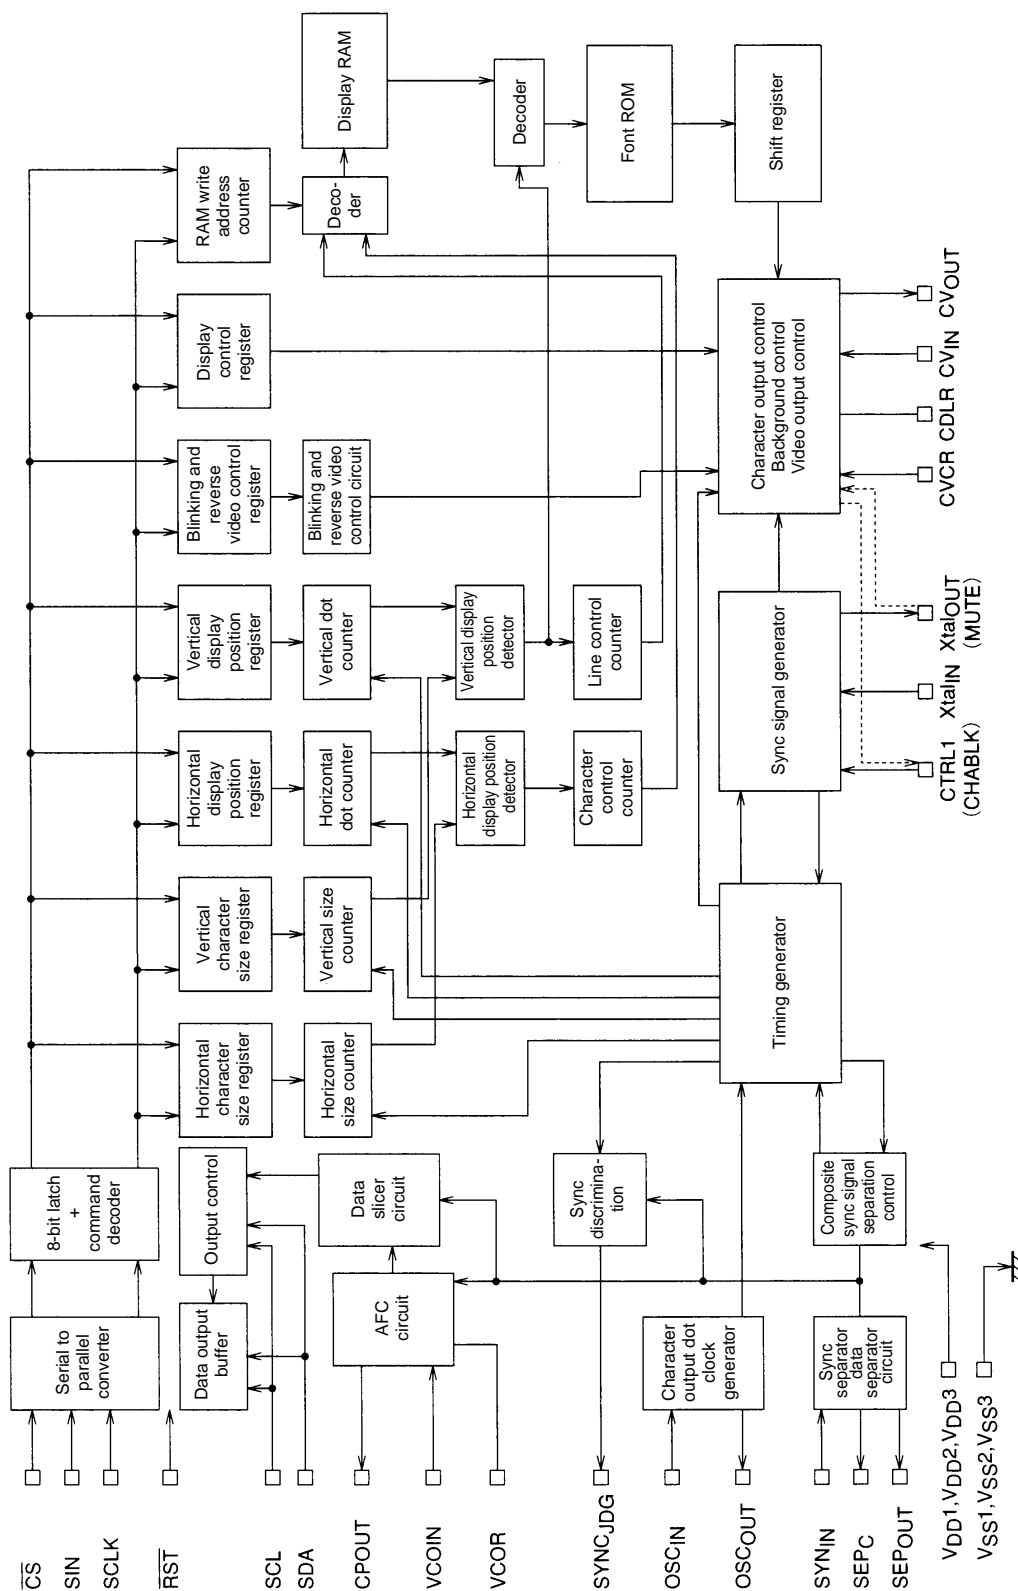 CS
SIN
SCLK
RST
SCL
SDA
CPOUT
VCOIN
VCOR
SYNCJDG
OSCIN
OSCOUT
SYNIN
SEPC
SEPOUT
VDD1,VDD2,VDD3
VSS1,VSS2,VSS3
Serial to
parallel
converter
8-bit latch
+
command
decoder
Data output
buffer
Output control
AFC
circuit
Data
slicer
circuit
Sync
discrimina-
tion
Character
output dot
clock
generator
Sync
separator
data
separator
circuit
Composite
sync signal
separation
control
Horizontal
character
size register
Horizontal
size counter
Vertical
character
size register
Vertical size
counter
Horizontal
display
position
register
Horizontal
dot counter
Horizontal
display position
detector
Character
control
counter
Vertical
display
position
register
Vertical dot
counter
Vertical display
position
detector
Line control
counter
Blinking and
reverse
video control
register
Blinking and
reverse video
control circuit
Display
control
register
RAM write
address
counter
Deco-
der
Display RAM
Decoder
Font ROM
Shift register
Timing generator
Sync signal generator
Character output control
Background control
Video output control
CTRL1
(CHABLK)
XtalIN
XtalOUT
(MUTE)
CVCR
CDLR
CVIN
CVOUT